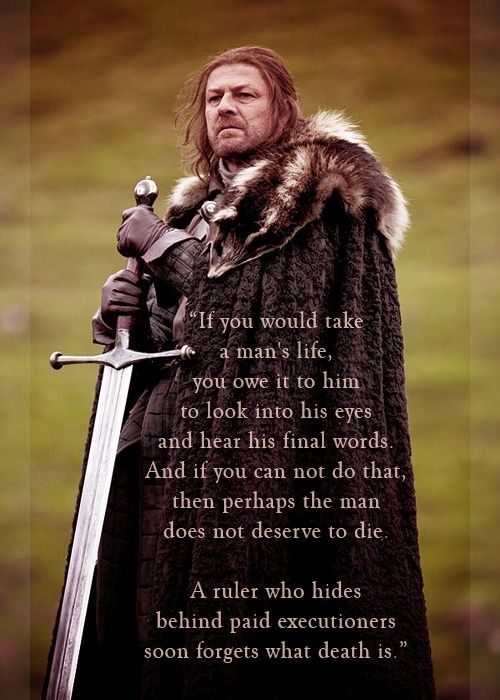 “If you would take
a man's life,
you owe it to him
to look into his eyes
and hear his final words.
And if you can not do that,
then perhaps the man
does not deserve to die.
A ruler who hides
behind paid executioners
soon forgets what death is.”